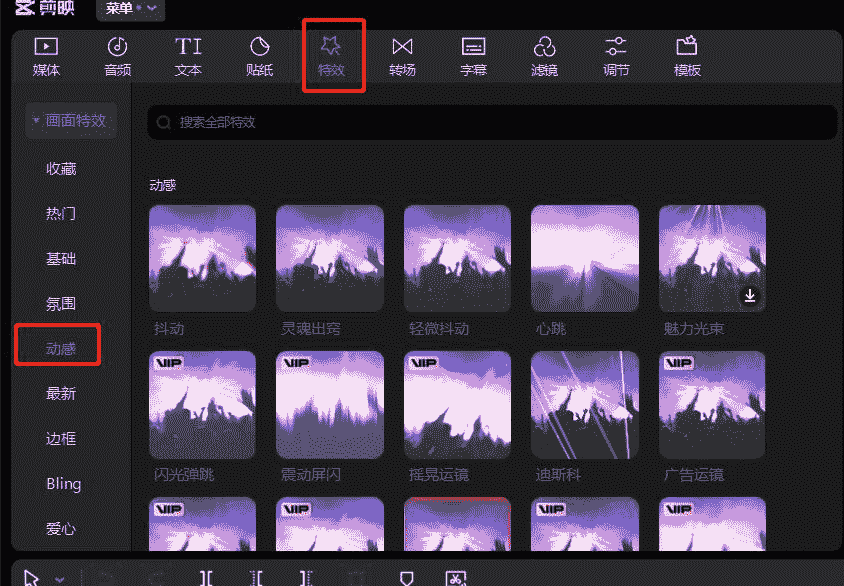 剪映 菜单
媒体 音频 文本 贴纸 特效 转场 字幕 滤镜 调节 模板
画面特效
搜索全部特效
收藏
动感
热门
基础
氛围
抖动 灵魂出窍 轻微抖动 心跳 魅力光束
动感
VIP VIP VIP VIP
最新
边框
闪光弹跳 震动屏闪 摇晃运镜 迪斯科 广告运镜
Bling
VIP VIP VIP VIP
爱心